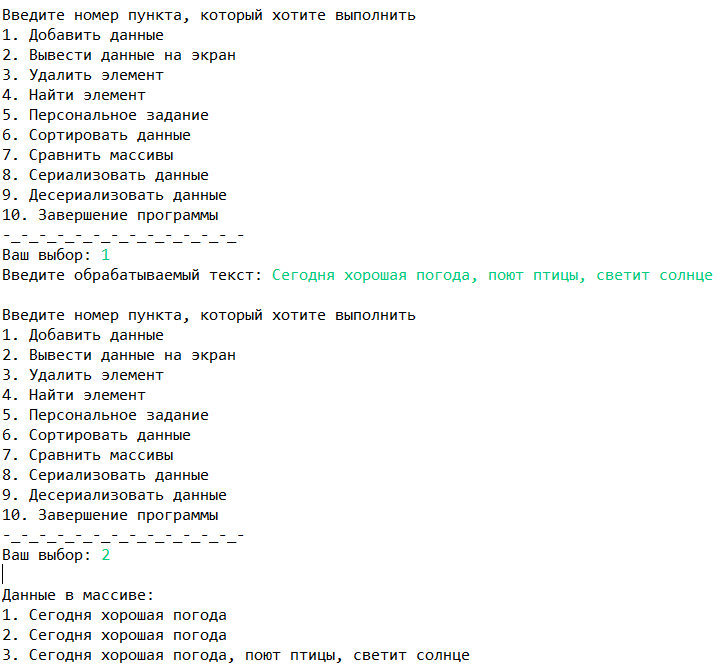 Введите номер пункта, который хотите выполнить
1. Добавить данные
2. Вывести данные на экран
3. Удалить элемент
4. Найти элемент
5. Персональное задание
6. Сортировать данные
7. Сравнить массивы
8. Сериализовать данные
9. Десериализовать данные
10. Завершение программы
-_-_-_-_-_-_-_-_-_-_-_-_-_-
Ваш выбор: 1
Введите обрабатываемый текст: Сегодня хорошая погода, поют птицы, светит солнце
Введите номер пункта, который хотите выполнить
1. Добавить данные
2. Вывести данные на экран
3. Удалить элемент
4. Найти элемент
5. Персональное задание
6. Сортировать данные
7. Сравнить массивы
8. Сериализовать данные
9. Десериализовать данные
10. Завершение программы
-_-_-_-_-_-_-_-_-_-_-_-_-_-
Ваш выбор: 2
Данные в массиве:
1. Сегодня хорошая погода
2. Сегодня хорошая погода
3. Сегодня хорошая погода, поют птицы, светит солнце